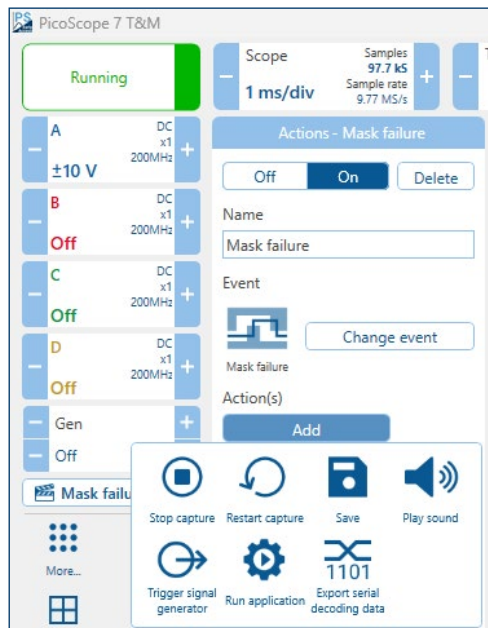 PicoScope 7 T&M
Running
Scope
1 ms/div
Samples
97.7 kS
Sample rate
9.77 MS/s
A
±10 V
DC
x1
200MHz
B
Off
DC
x1
200MHz
C
Off
DC
x1
200MHz
D
Off
DC
x1
200MHz
Gen
Off
Mask failu
More...
Actions - Mask failure
Off On Delete
Name
Mask failure
Event
Mask failure
Change event
Action(s)
Add
Stop capture
Restart capture
Save
Play sound
Trigger signal
generator
Run application
1101
Export serial
decoding data